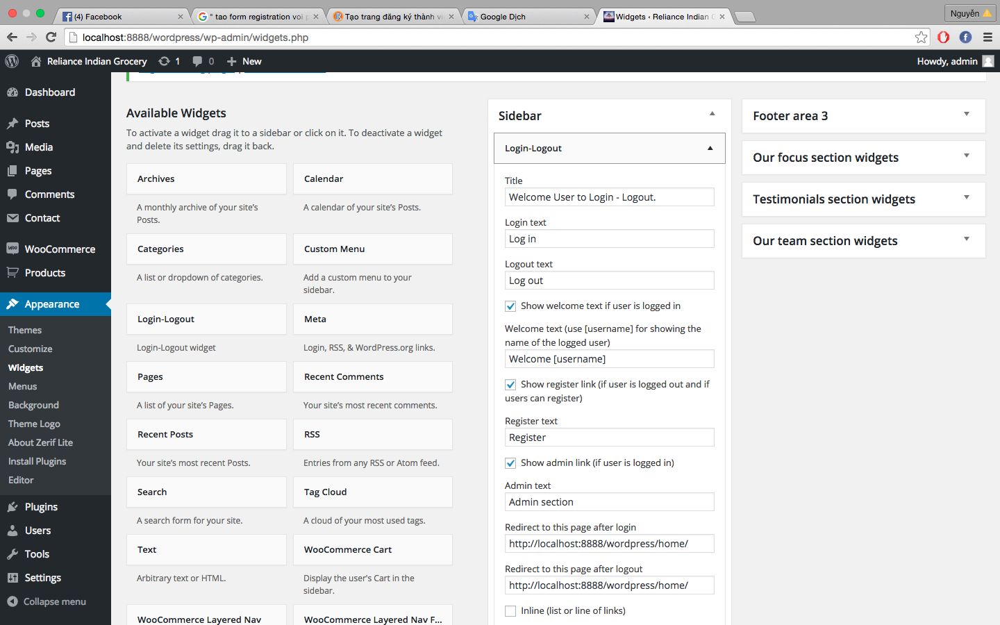 (4) Facebook
" tao form registration voi p
Tạo trang đăng ký thành vi
Google Dịch
Widgets ‹ Reliance Indian G
Nguyễn
localhost:8888/wordpress/wp-admin/widgets.php
Reliance Indian Grocery
1
0
New
Howdy, admin
Dashboard
Posts
Media
Pages
Comments
Contact
WooCommerce
Products
Appearance
Themes
Customize
Widgets
Menus
Background
Theme Logo
About Zerif Lite
Install Plugins
Editor
Plugins
Users
Tools
Settings
Collapse menu
Available Widgets
To activate a widget drag it to a sidebar or click on it. To deactivate a widget
and delete its settings, drag it back.
Archives
A monthly archive of your site’s
Posts.
Calendar
A calendar of your site’s Posts.
Categories
A list or dropdown of categories.
Custom Menu
Add a custom menu to your
sidebar.
Login-Logout
Login-Logout widget
Meta
Login, RSS, & WordPress.org links.
Pages
A list of your site’s Pages.
Recent Comments
Your site’s most recent comments.
Recent Posts
Your site’s most recent Posts.
RSS
Entries from any RSS or Atom feed.
Search
A search form for your site.
Tag Cloud
A cloud of your most used tags.
Text
Arbitrary text or HTML.
WooCommerce Cart
Display the user's Cart in the
sidebar.
WooCommerce Layered Nav
WooCommerce Layered Nav F...
Sidebar
Login-Logout
Title
Welcome User to Login - Logout.
Login text
Log in
Logout text
Log out
Show welcome text if user is logged in
Welcome text (use [username] for showing the
name of the logged user)
Welcome [username]
Show register link (if user is logged out and if
users can register)
Register text
Register
Show admin link (if user is logged in)
Admin text
Admin section
Redirect to this page after login
http://localhost:8888/wordpress/home/
Redirect to this page after logout
http://localhost:8888/wordpress/home/
Inline (list or line of links)
Footer area 3
Our focus section widgets
Testimonials section widgets
Our team section widgets